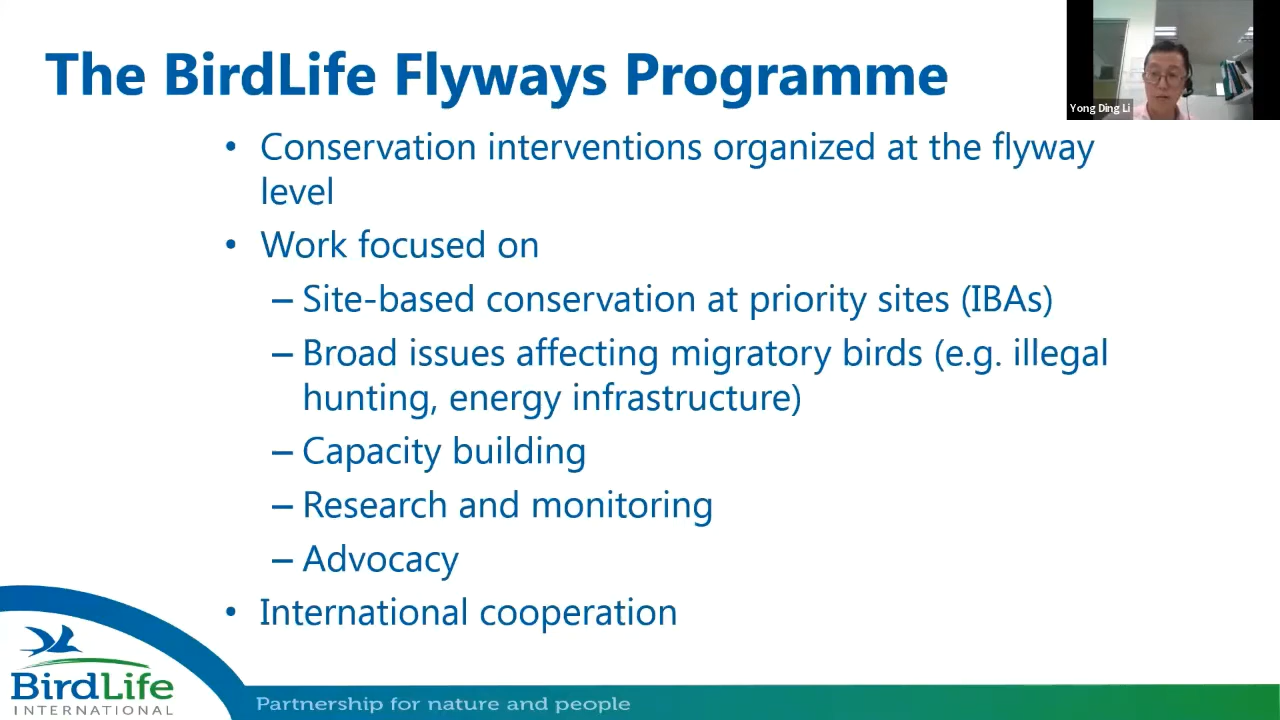 The BirdLife Flyways Programme
Yong Ding Li
• Conservation interventions organized at the flyway
level
• Work focused on
– Site-based conservation at priority sites (IBAs)
– Broad issues affecting migratory birds (e.g. illegal
hunting, energy infrastructure)
– Capacity building
– Research and monitoring
– Advocacy
• International cooperation
BirdLife
INTERNATIONAL
Partnership for nature and people